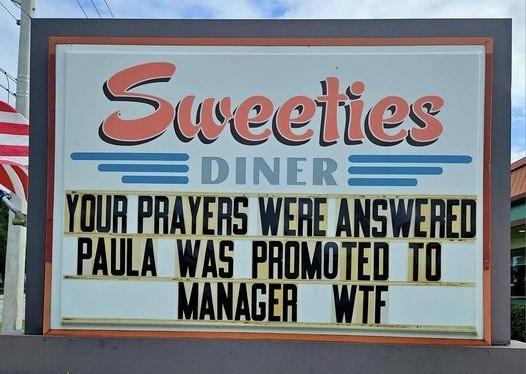 Sweeties
DINER
YOUR PRAYERS WERE ANSWERED
PAULA WAS PROMOTED TO
MANAGER WTF